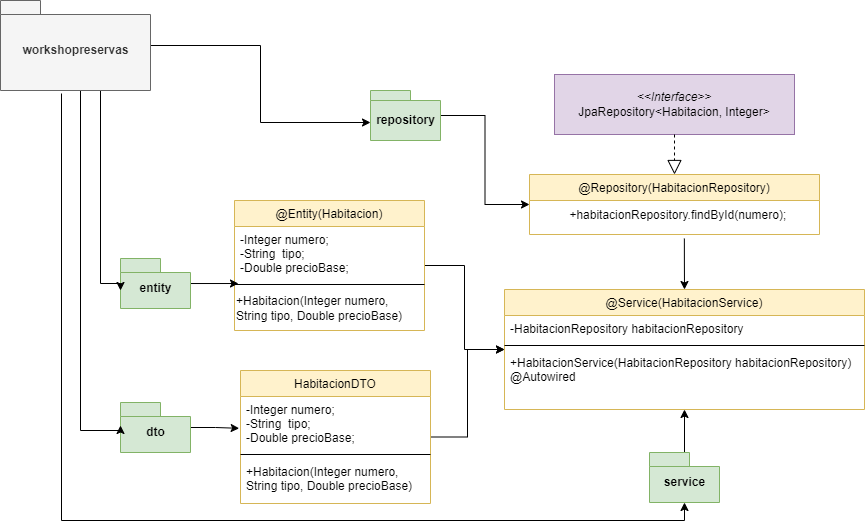 workshopreservas
repository
<<Interface>>
JpaRepository<Habitacion, Integer>
@Repository(HabitacionRepository)
+habitacionRepository.findById(numero);
@Entity(Habitacion)
-Integer numero;
-String  tipo;
-Double precioBase;
+Habitacion(Integer numero,
String tipo, Double precioBase)
entity
@Service(HabitacionService)
-HabitacionRepository habitacionRepository
+HabitacionService(HabitacionRepository habitacionRepository)
@Autowired
HabitacionDTO
-Integer numero;
-String  tipo;
-Double precioBase;
+Habitacion(Integer numero,
String tipo, Double precioBase)
dto
service